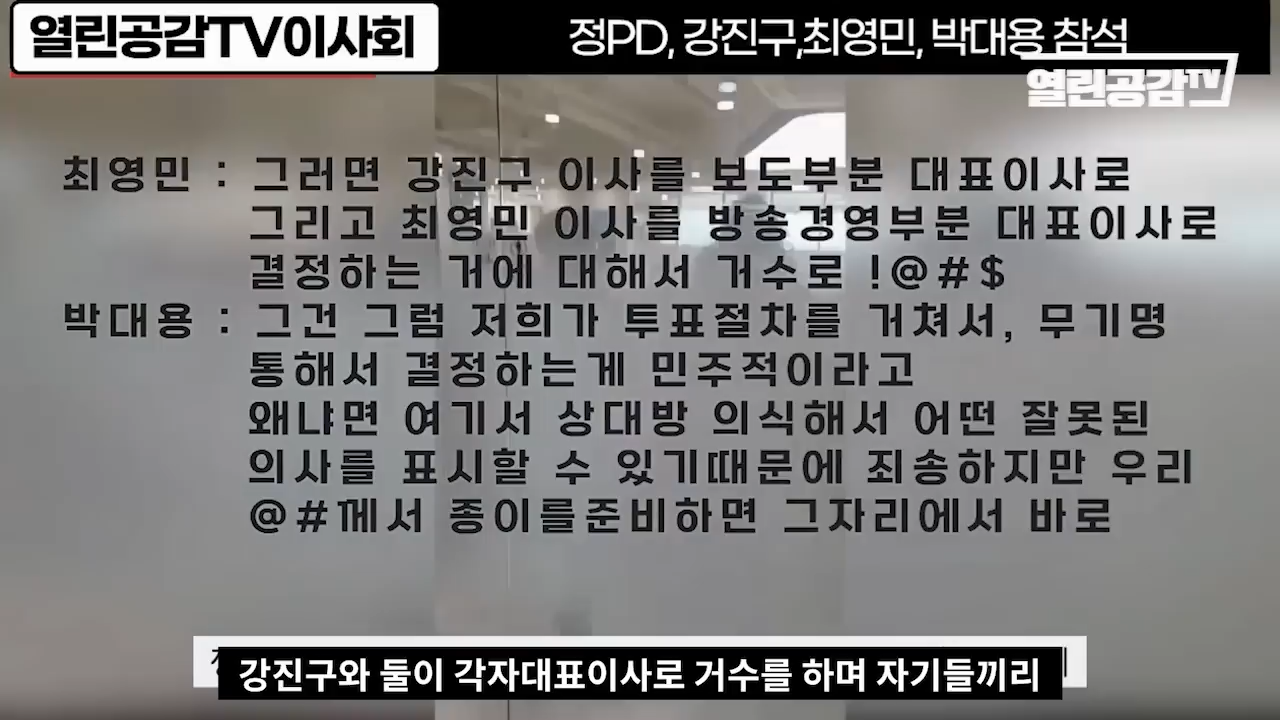 열린공감TV이사회
정PD, 강진구,최영민, 박대용 참석
열린공감TV
최영민 : 그러면 강진구 이사를 보도부분 대표이사로
그리고 최영민 이사를 방송경영부분 대표이사로
결정하는 거에 대해서 거수로 !@#$
박대용 : 그건 그럼 저희가 투표절차를 거쳐서, 무기명
통해서 결정하는게 민주적이라고
왜냐면 여기서 상대방 의식해서 어떤 잘못된
의사를 표시할 수 있기때문에 죄송하지만 우리
@#께서 종이를준비하면 그자리에서 바로
강진구와 둘이 각자대표이사로 거수를 하며 자기들끼리